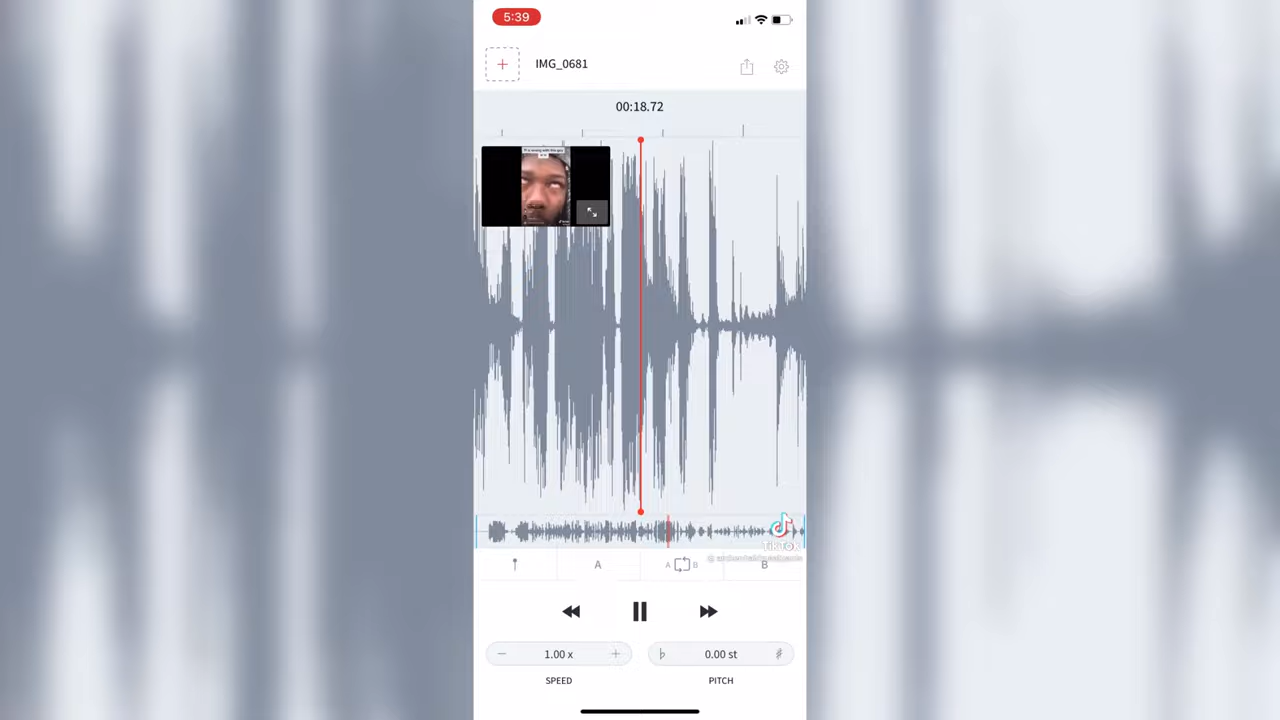 5:39
IMG_0681
00:18.72
TikTok
A
A B
B
1.00 x
0.00 st
SPEED
PITCH